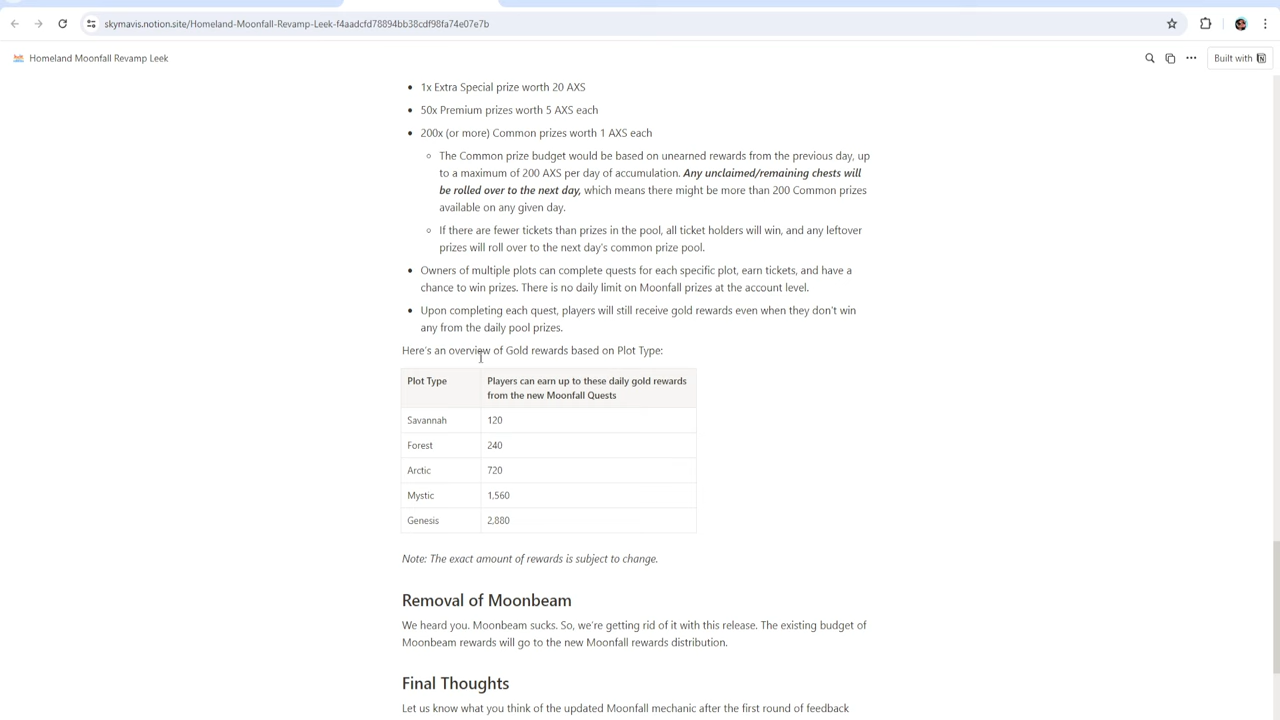 skymavis.notion.site/Homeland-Moonfall-Revamp-Leek-f4aadcfd78894bb38cdf98fa74e07e7b
Homeland Moonfall Revamp Leek
Built with
1x Extra Special prize worth 20 AXS
50x Premium prizes worth 5 AXS each
200x (or more) Common prizes worth 1 AXS each
The Common prize budget would be based on unearned rewards from the previous day, up
to a maximum of 200 AXS per day of accumulation. Any unclaimed/remaining chests will
be rolled over to the next day, which means there might be more than 200 Common prizes
available on any given day.
If there are fewer tickets than prizes in the pool, all ticket holders will win, and any leftover
prizes will roll over to the next day's common prize pool.
Owners of multiple plots can complete quests for each specific plot, earn tickets, and have a
chance to win prizes. There is no daily limit on Moonfall prizes at the account level.
Upon completing each quest, players will still receive gold rewards even when they don't win
any from the daily pool prizes.
Here's an overview of Gold rewards based on Plot Type:
Plot Type
Players can earn up to these daily gold rewards
from the new Moonfall Quests
Savannah 120
Forest 240
Arctic 720
Mystic 1,560
Genesis 2,880
Note: The exact amount of rewards is subject to change.
Removal of Moonbeam
We heard you. Moonbeam sucks. So, we're getting rid of it with this release. The existing budget of
Moonbeam rewards will go to the new Moonfall rewards distribution.
Final Thoughts
Let us know what you think of the updated Moonfall mechanic after the first round of feedback